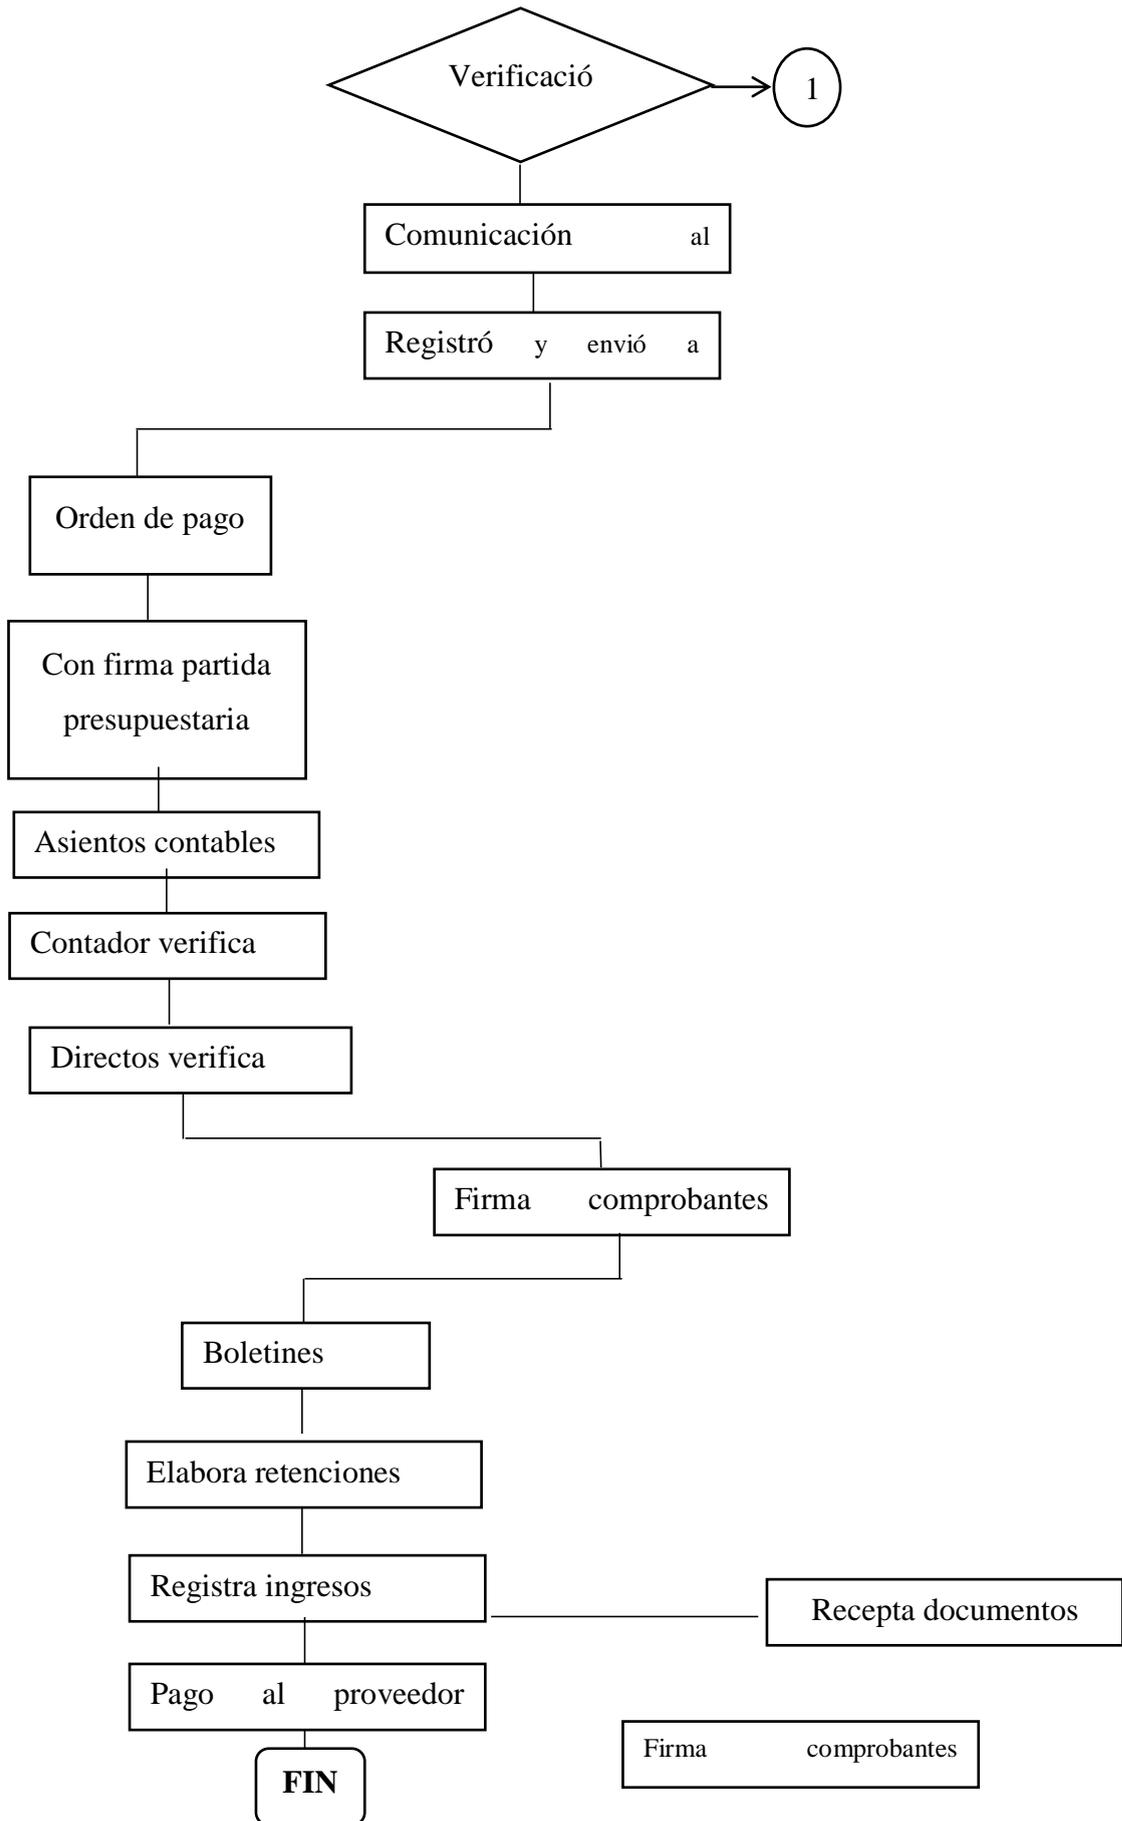 Verificació
1
Comunicación al
Registró y envió a
Orden de pago
Con firma partida
presupuestaria
Asientos contables
Contador verifica
Directos verifica
Firma comprobantes
Boletines
Elabora retenciones
Registra ingresos
Recepta documentos
Pago al proveedor
Firma comprobantes
FIN